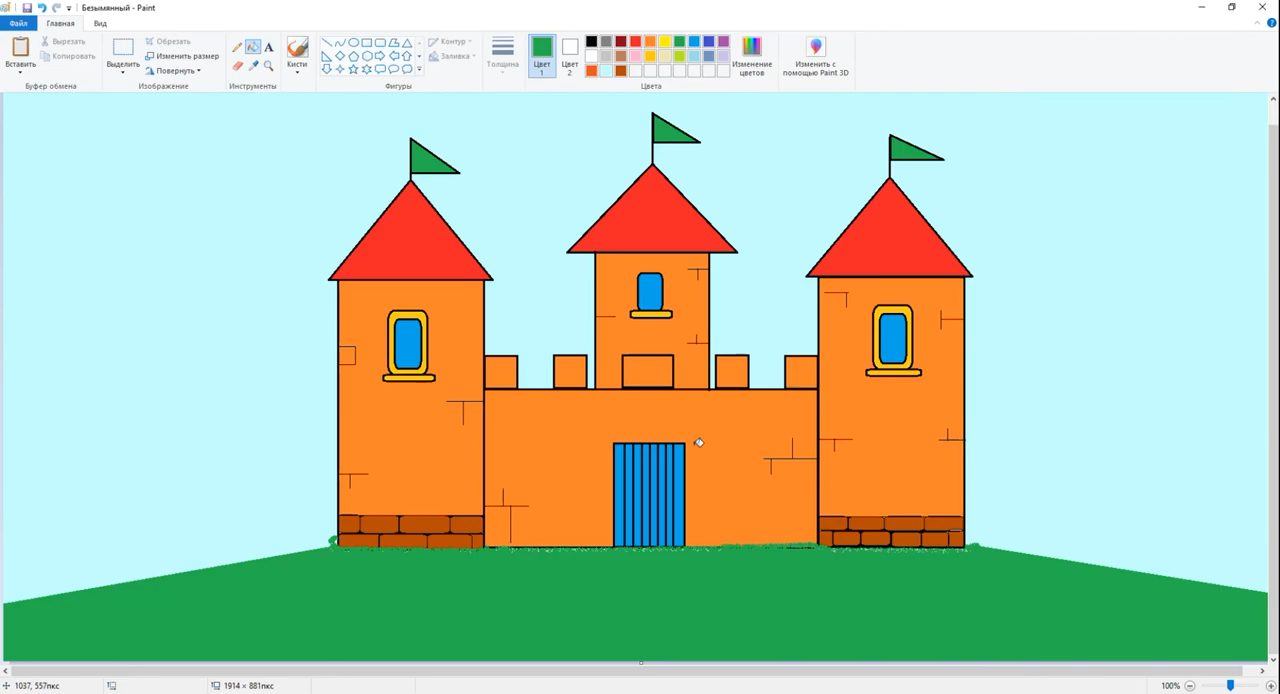 Безымянный - Paint
Файл Главная Вид
Вставить
Вырезать
Копировать
Буфер обмена
Выделить
Обрезать
Изменить размер
Повернуть
Изображение
A
Инструменты
Кисти
Контур
Заливка
Фигуры
Толщина
Цвет 1
Цвет 2
Изменение цветов
Цвета
Изменить с помощью Paint 3D
1037, 557пкс
1914 × 881пкс
100%